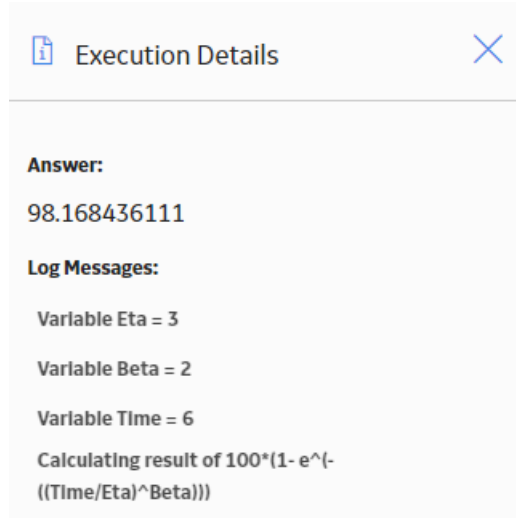 Execution Details
Answer:
98.168436111
Log Messages:
Variable Eta = 3
Variable Beta = 2
Variable Time = 6
Calculating result of 100*(1- e^(-
((Time/Eta)^Beta)))